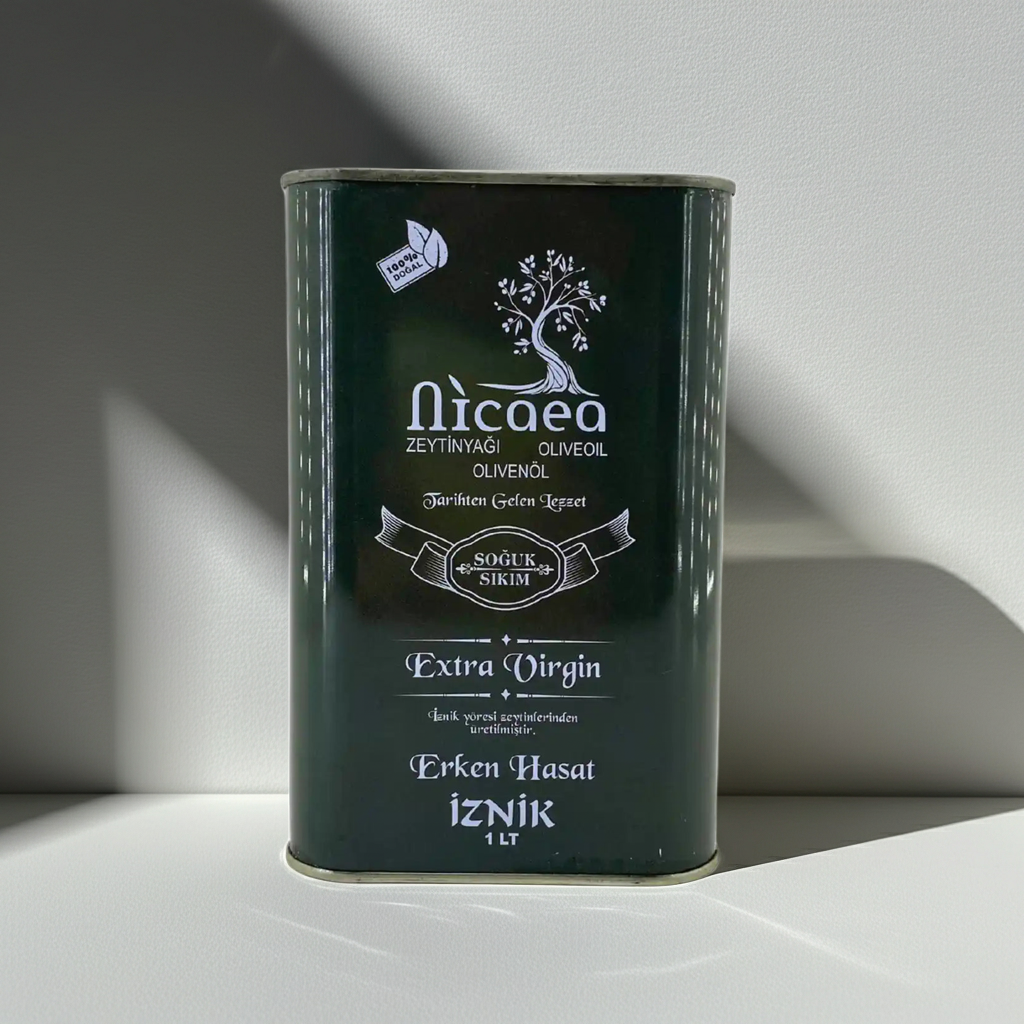 100%
DOĞAL
Nìcaea
ZEYTİNYAĞI OLIVEOIL
OLIVENÖL
Tarihten Gelen Lezzet
SOĞUK
SIKIM
Extra Virgin
İznik yöresi zeytinlerinden
üretilmiştir.
Erken Hasat
İZNİK
1 LT